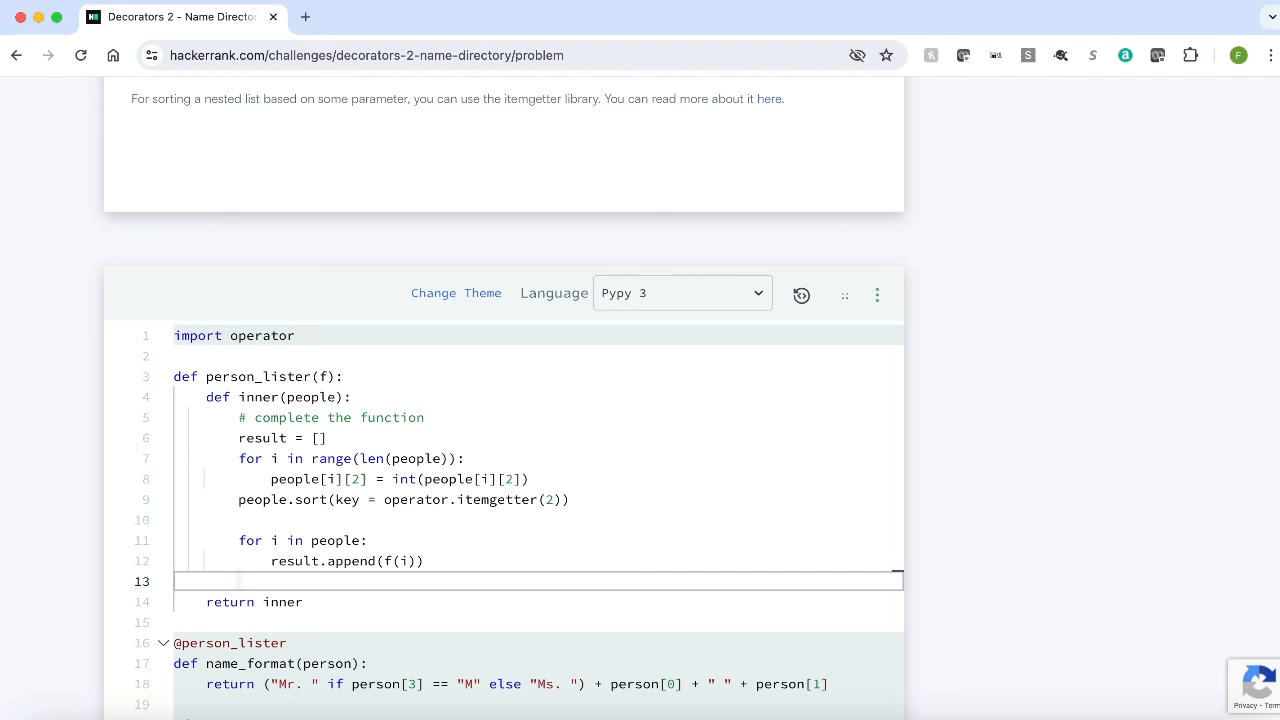 Decorators 2 - Name Director
hackerrank.com/challenges/decorators-2-name-directory/problem
For sorting a nested list based on some parameter, you can use the itemgetter library. You can read more about it here.
Change Theme Language Pypy 3
1 import operator
2
3 def person_lister(f):
4 def inner(people):
5 # complete the function
6 result = []
7 for i in range(len(people)):
8 people[i][2] = int(people[i][2])
9 people.sort(key = operator.itemgetter(2))
10
11 for i in people:
12 result.append(f(i))
13
14 return inner
15
16 @person_lister
17 def name_format(person):
18 return ("Mr. " if person[3] == "M" else "Ms. ") + person[0] + " " + person[1]
19
Privacy - Term